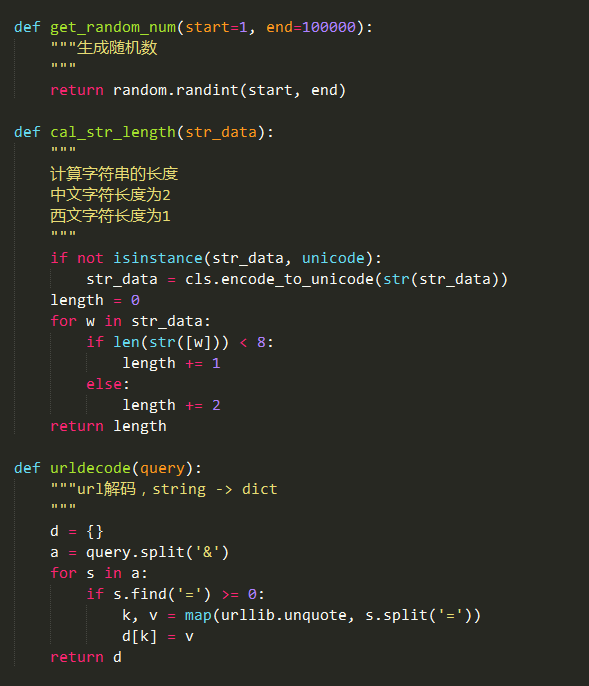 def get_random_num(start=1, end=100000):
    """生成随机数
    """
    return random.randint(start, end)

def cal_str_length(str_data):
    """
    计算字符串的长度
    中文字符长度为2
    西文字符长度为1
    """
    if not isinstance(str_data, unicode):
        str_data = cls.encode_to_unicode(str(str_data))
    length = 0
    for w in str_data:
        if len(str([w])) < 8:
            length += 1
        else:
            length += 2
    return length

def urldecode(query):
    """url解码，string -> dict
    """
    d = {}
    a = query.split('&')
    for s in a:
        if s.find('=') >= 0:
            k, v = map(urllib.unquote, s.split('='))
            d[k] = v
    return d